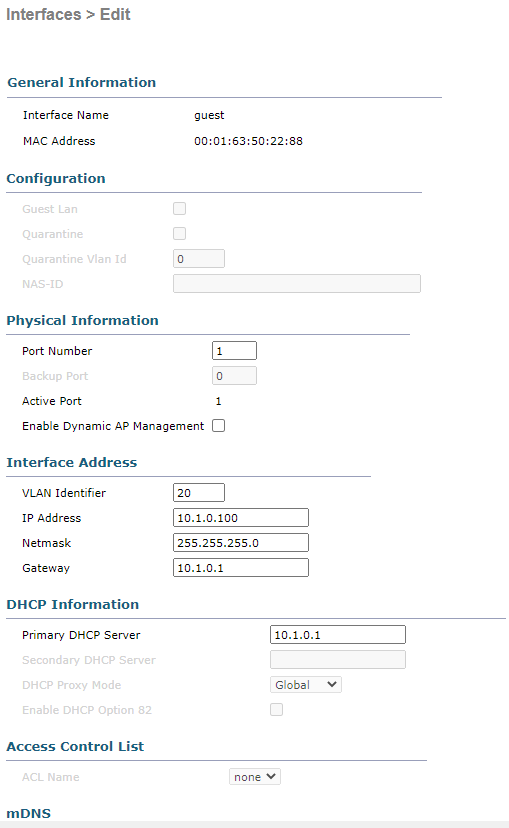 Interfaces > Edit
General Information
Interface Name guest
MAC Address 00:01:63:50:22:88
Configuration
Guest Lan
Quarantine
Quarantine Vlan Id 0
NAS-ID
Physical Information
Port Number 1
Backup Port 0
Active Port 1
Enable Dynamic AP Management
Interface Address
VLAN Identifier 20
IP Address 10.1.0.100
Netmask 255.255.255.0
Gateway 10.1.0.1
DHCP Information
Primary DHCP Server 10.1.0.1
Secondary DHCP Server
DHCP Proxy Mode Global
Enable DHCP Option 82
Access Control List
ACL Name none
mDNS